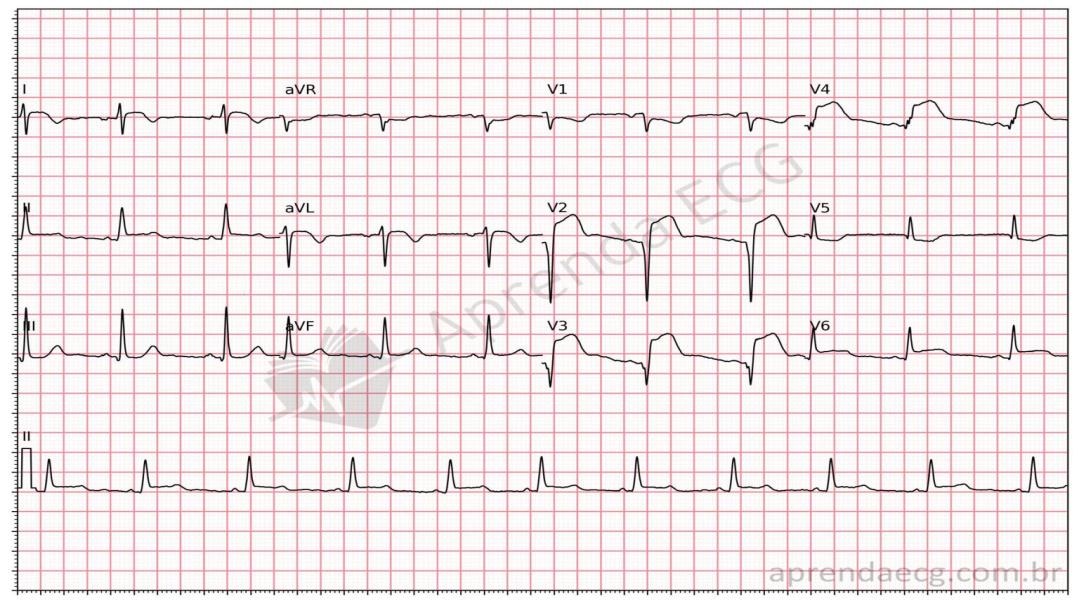 I aVR V1 V4
II aVL V2 V5
III aVF V3 V6
II
Aprenda ECG
aprendaecg.com.br